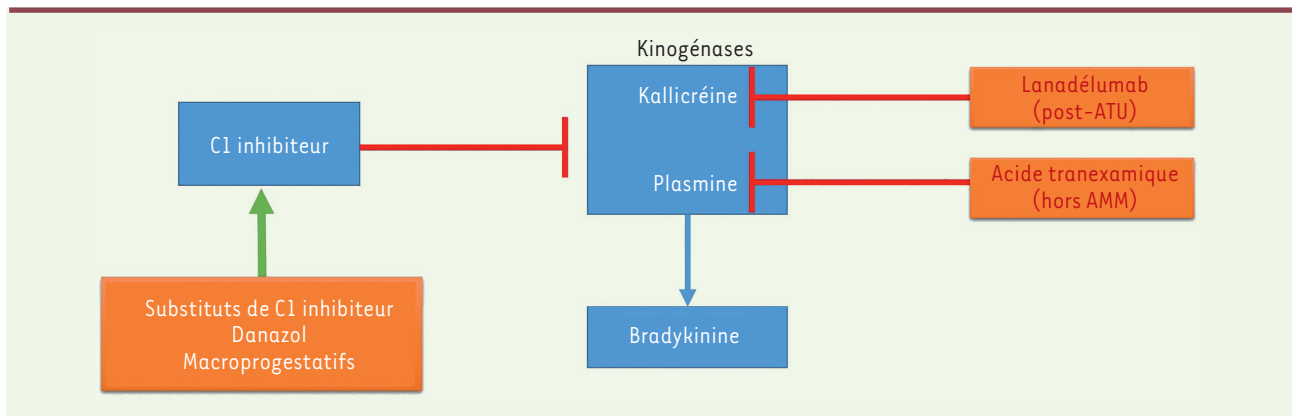 Kinogénases
Kallicréine
Plasmine
C1 inhibiteur
Lanadélumab
(post-ATU)
Acide tranexamique
(hors AMM)
Substituts de C1 inhibiteur
Danazol
Macroprogestatifs
Bradykinine